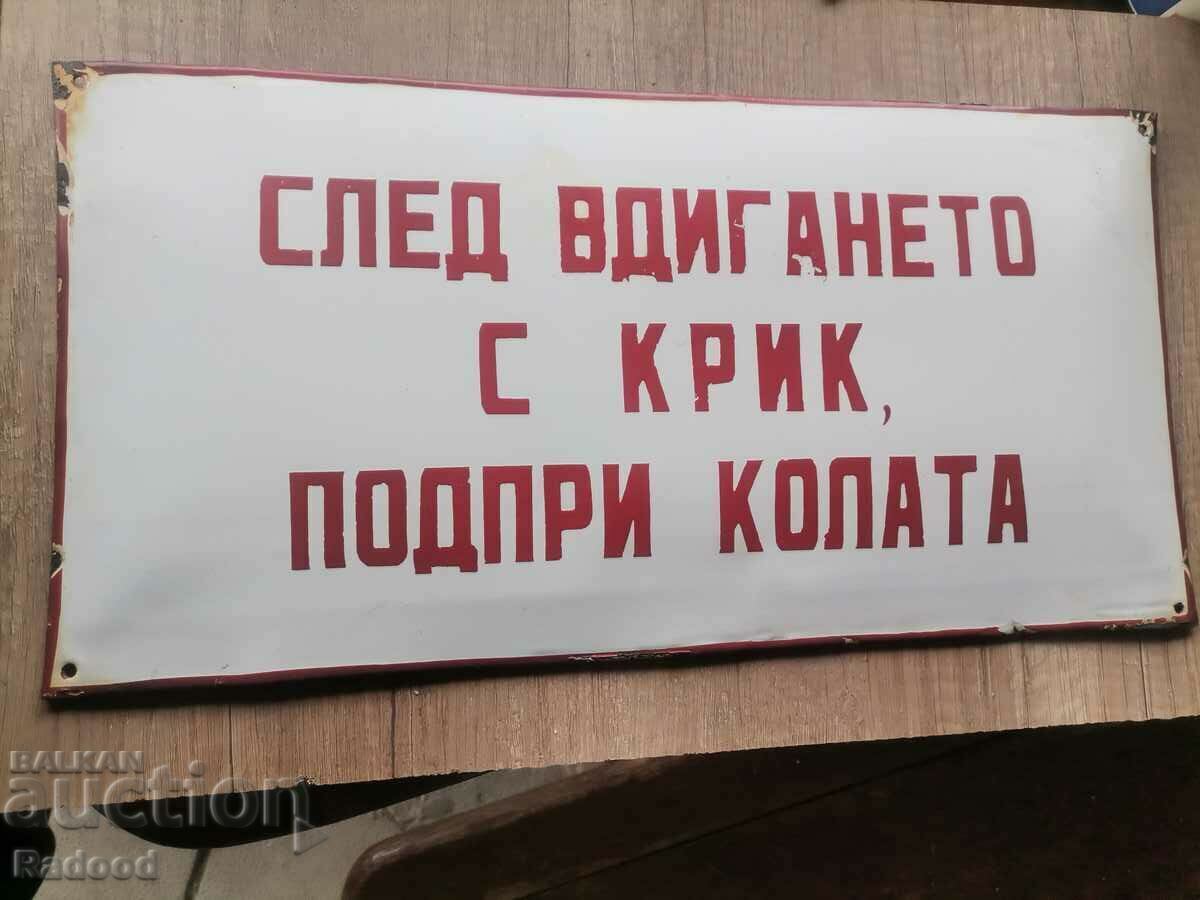 СЛЕД ВДИГАНЕТО
С КРИК,
ПОДПРИ КОЛАТА
BALKAN
auction
Radood